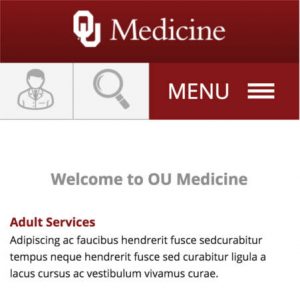 OU Medicine
MENU
Welcome to OU Medicine
Adult Services
Adipiscing ac faucibus hendrerit fusce sedcurabitur
tempus neque hendrerit fusce sed curabitur ligula a
lacus cursus ac vestibulum vivamus curae.